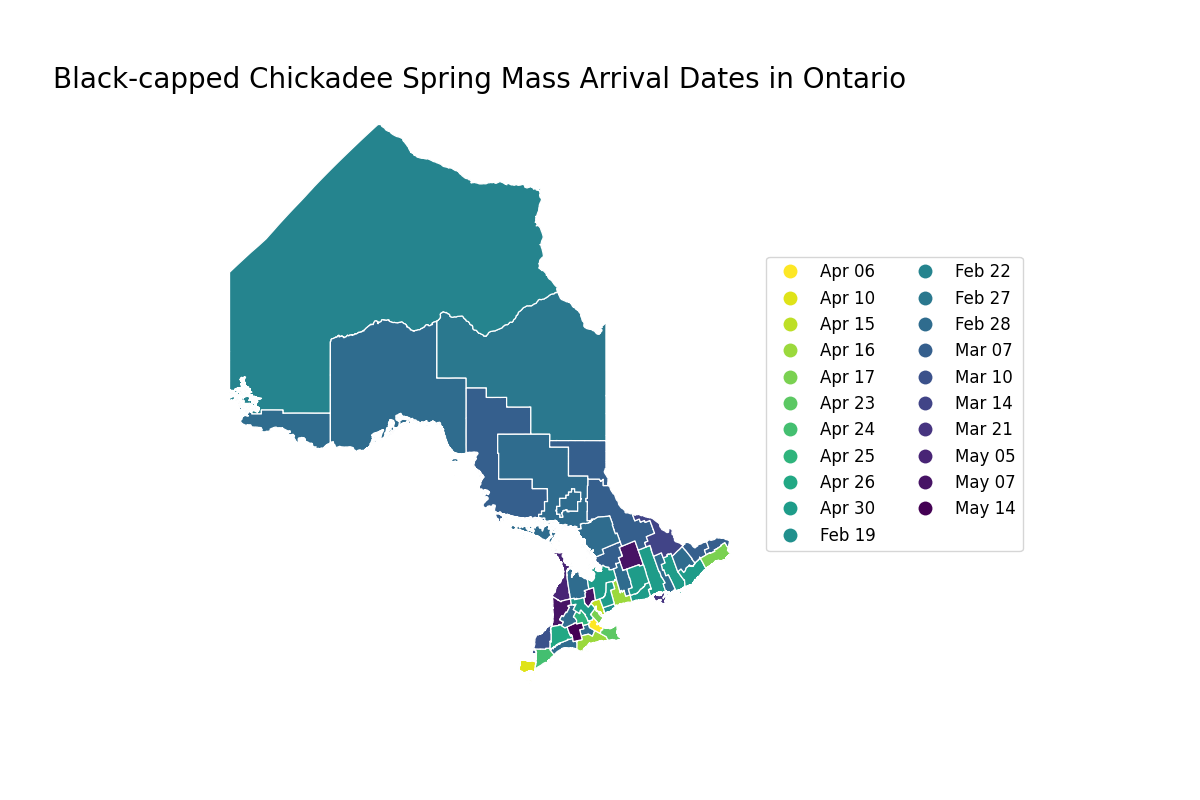 Black-capped Chickadee Spring Mass Arrival Dates in Ontario
Apr 06
Apr 10
Apr 15
Apr 16
Apr 17
Apr 23
Apr 24
Apr 25
Apr 26
Apr 30
Feb 19
Feb 22
Feb 27
Feb 28
Mar 07
Mar 10
Mar 14
Mar 21
May 05
May 07
May 14